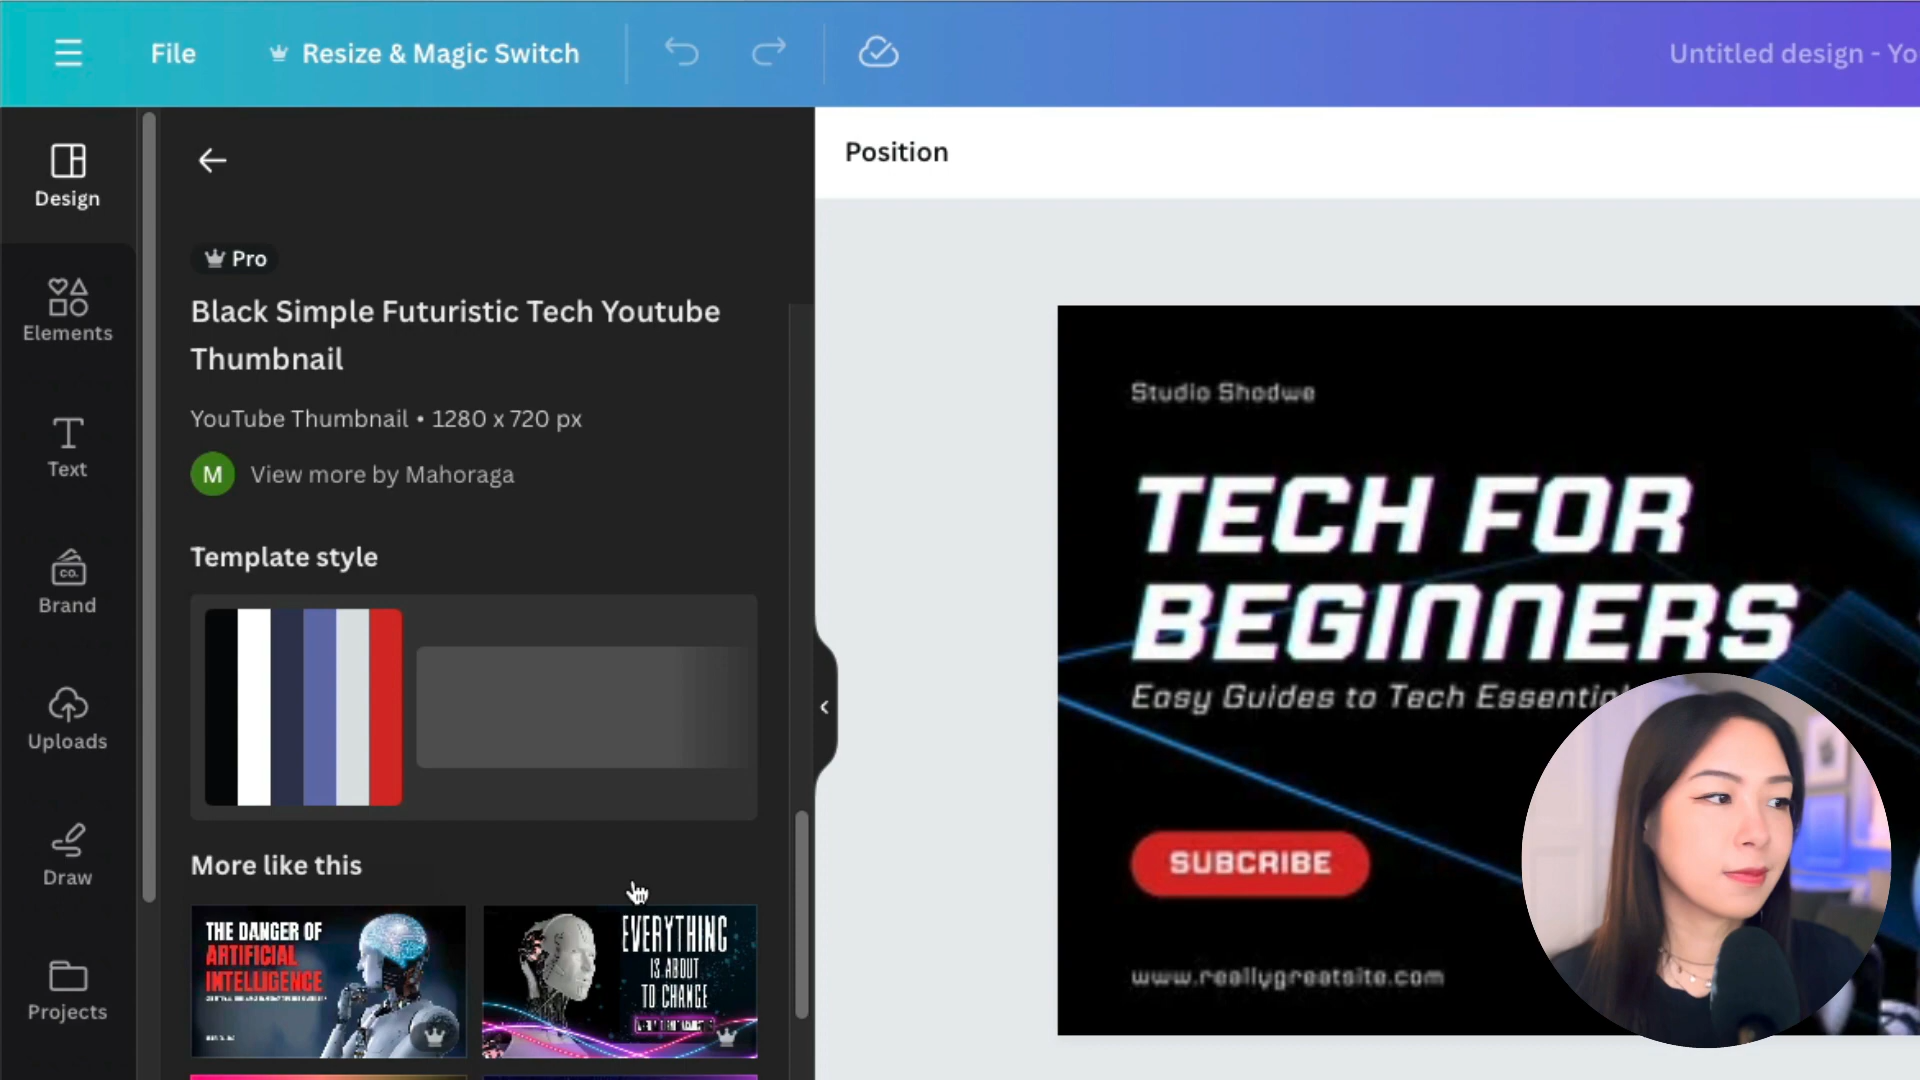 File
Resize & Magic Switch
Untitled design - Yo
Design
Elements
Text
Brand
CO.
Uploads
Draw
Projects
Pro
Black Simple Futuristic Tech Youtube
Thumbnail
YouTube Thumbnail • 1280 x 720 px
M
View more by Mahoraga
Template style
More like this
THE DANGER OF
ARTIFICIAL
INTELLIGENCE
EVERYTHING
IS ABOUT
TO CHANGE
Position
Studio Shodwe
TECH FOR
BEGINNERS
Easy Guides to Tech Essential
SUBCRIBE
www.reallygreatsite.com